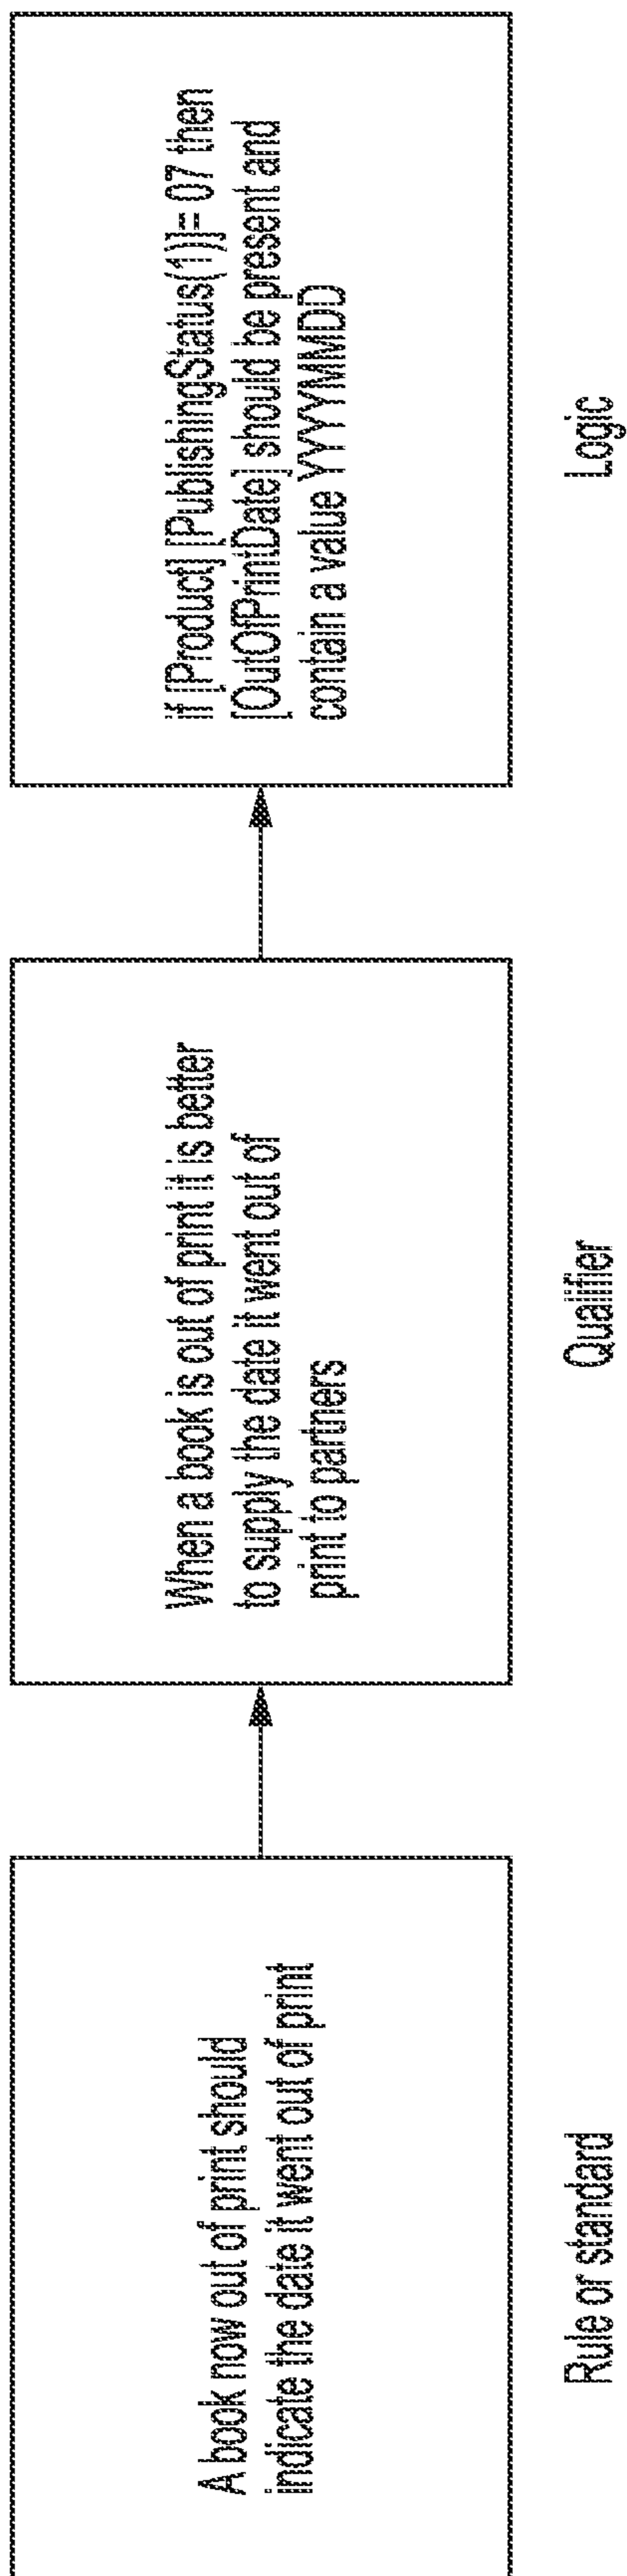 A book now out of print should
indicate the date it went out of print
Rule or standard
When a book is out of print it is better
to supply the date it went out of
print to partners
Qualifier
if [Product] [PublishingStatus(1)]= 07 then
[OutOfPrintDate] should be present and
contain a value YYYYMMDD
Logic